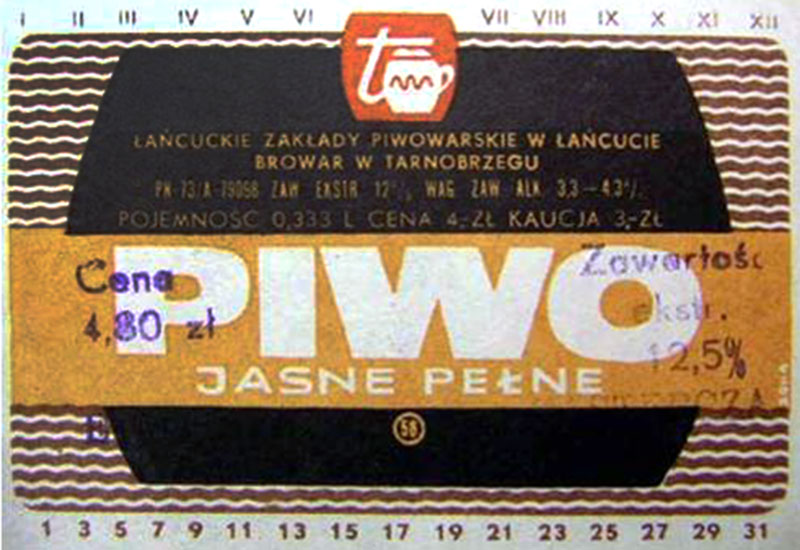 I II III IV V VI VII VIII IX X XI XII
t
ŁAŃCUCKIE ZAKŁADY PIWOWARSKIE W ŁAŃCUCIE
BROWAR W TARNOBRZEGU
PN 73/A 79098 ZAW EKSTR 12°/₀ WAG ZAW ALK 3,3-4,3°/.
POJEMNOŚĆ 0,333 L CENA 4,-ZŁ KAUCJA 3,-ZŁ
PIWO
Cena
4,80 zł
Zawartość
ekstr.
12,5%
JASNE PEŁNE
58
1 3 5 7 9 11 13 15 17 19 21 23 25 27 29 31